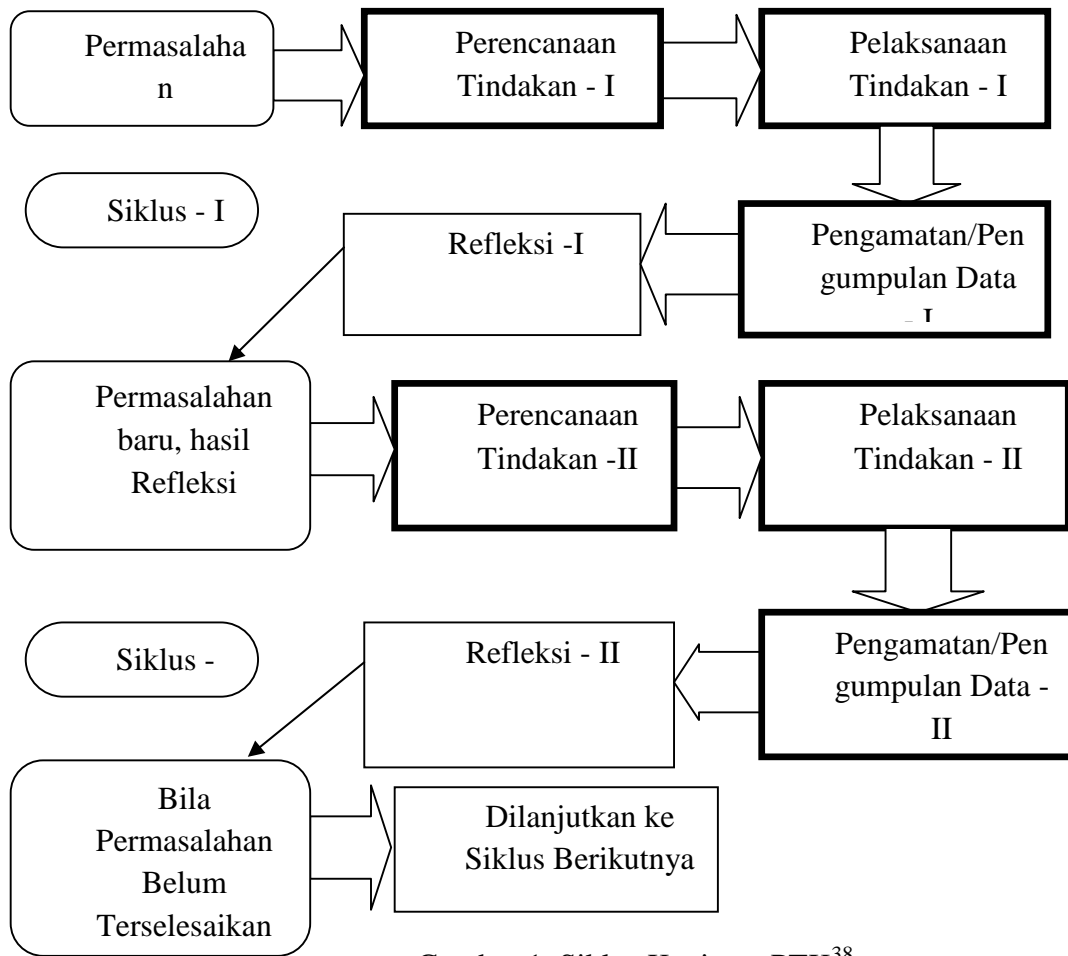 Permasalaha
n
Perencanaan
Tindakan - I
Pelaksanaan
Tindakan - I
Siklus - I
Refleksi -I
Pengamatan/Pen
gumpulan Data
- I
Permasalahan
baru, hasil
Refleksi
Perencanaan
Tindakan -II
Pelaksanaan
Tindakan - II
Siklus -
Refleksi - II
Pengamatan/Pen
gumpulan Data -
II
Bila
Permasalahan
Belum
Terselesaikan
Dilanjutkan ke
Siklus Berikutnya
38